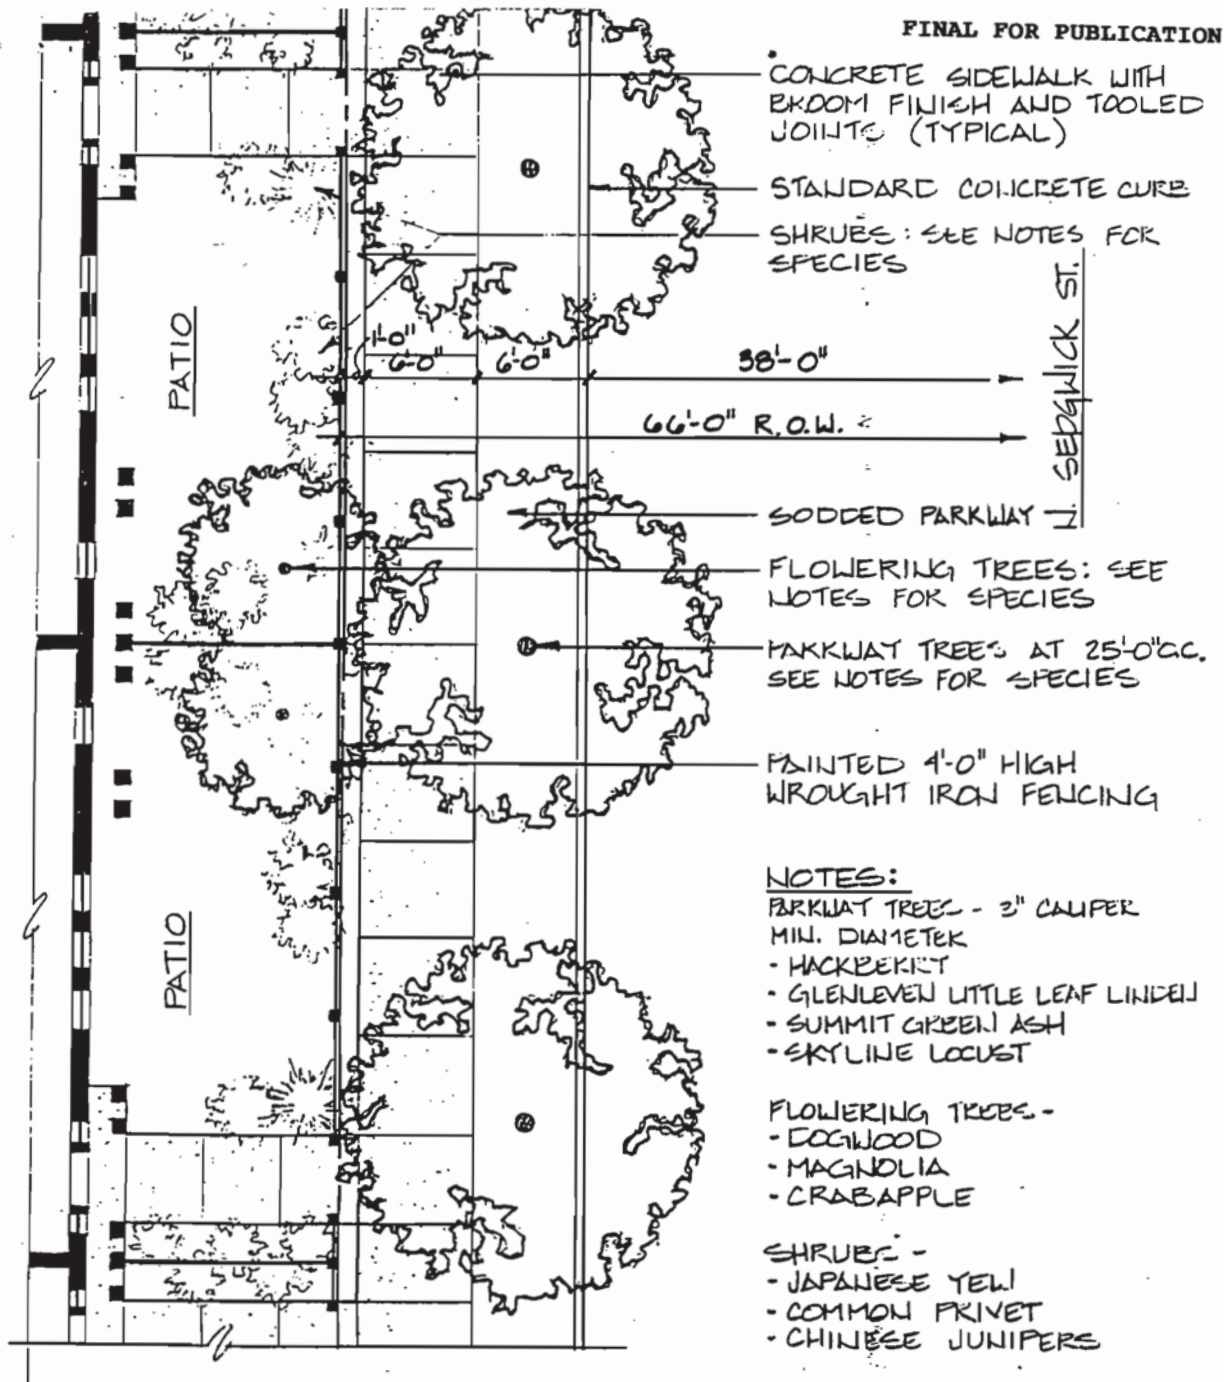 FINAL FOR PUBLICATION
CONCRETE SIDEWALK WITH
BROOM FINISH AND TOOLED
JOINTS (TYPICAL)
STANDARD CONCRETE CURB
SHRUBS: SEE NOTES FOR
SPECIES
N SEDGWICK ST.
PATIO
1'-0"
6'-0"
6'-0"
38'-0"
66'-0" R.O.W.
SODDED PARKWAY
FLOWERING TREES: SEE
NOTES FOR SPECIES
PARKWAY TREES AT 25'-0" O.C.
SEE NOTES FOR SPECIES
PAINTED 4'-0" HIGH
WROUGHT IRON FENCING
PATIO
NOTES:
PARKWAY TREES - 3" CALIPER
MIN. DIAMETER
- HACKBERRY
- GLENLEVEN LITTLE LEAF LINDEN
- SUMMIT GREEN ASH
- SKYLINE LOCUST
FLOWERING TREES -
- DOGWOOD
- MAGNOLIA
- CRABAPPLE
SHRUBS -
- JAPANESE YEW
- COMMON PRIVET
- CHINESE JUNIPERS